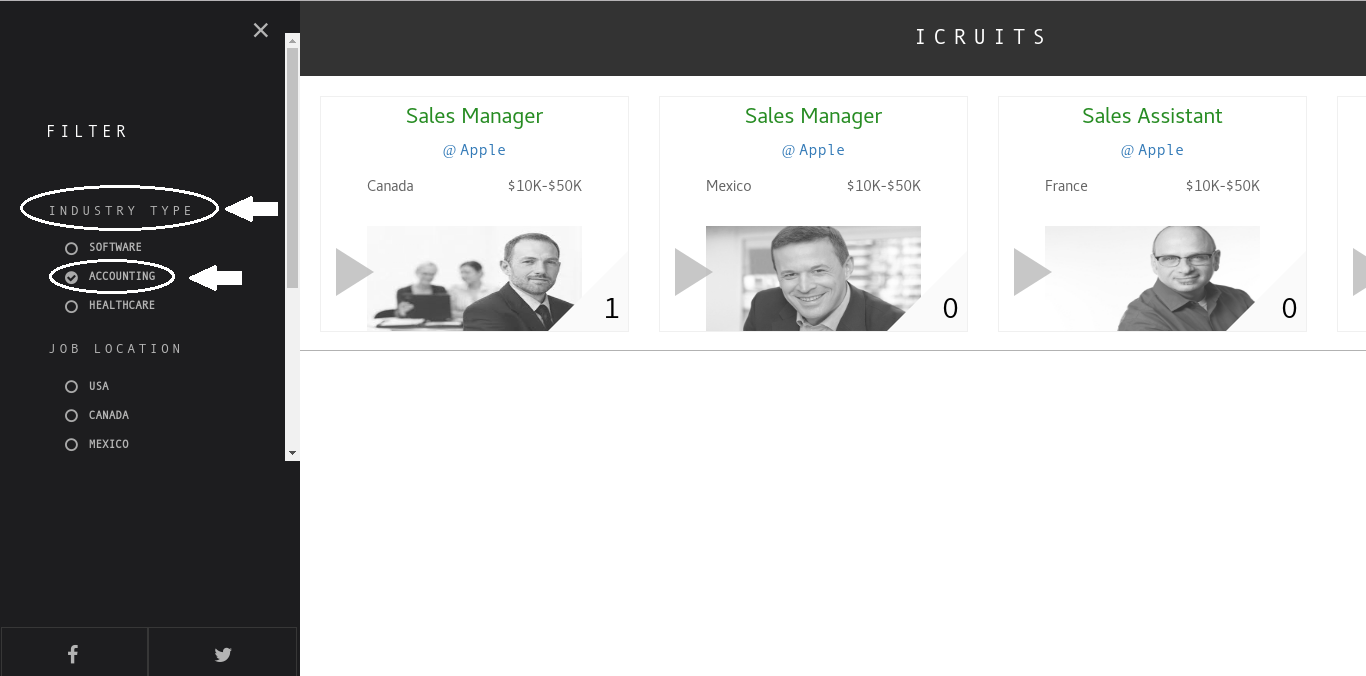 FILTER
INDUSTRY TYPE
SOFTWARE
ACCOUNTING
HEALTHCARE
JOB LOCATION
USA
CANADA
MEXICO
ICRUITS
Sales Manager
@ Apple
Canada $10K-$50K
1
Sales Manager
@ Apple
Mexico $10K-$50K
0
Sales Assistant
@ Apple
France $10K-$50K
0